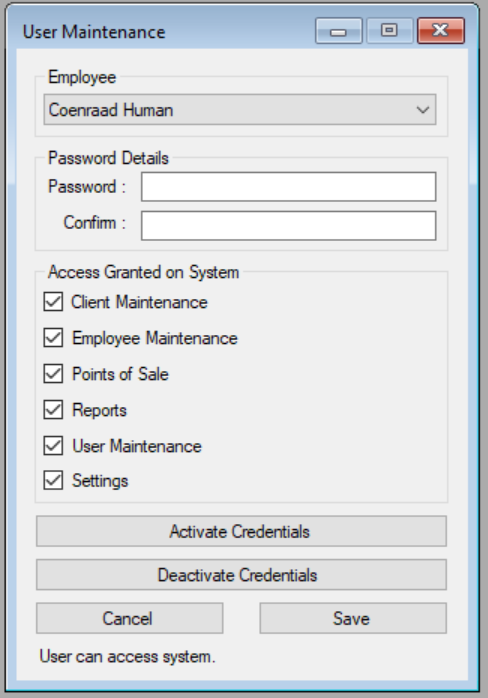 User Maintenance
Employee
Coenraad Human
Password Details
Password :
Confirm :
Access Granted on System
Client Maintenance
Employee Maintenance
Points of Sale
Reports
User Maintenance
Settings
Activate Credentials
Deactivate Credentials
Cancel Save
User can access system.